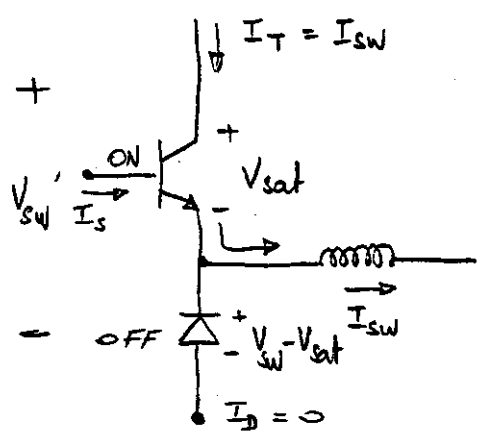 I_T = I_SW
+
ON
+
V_SW' I_S
V_sat
-
I_SW
- OFF
+
- V_SW - V_sat
I_D = 0